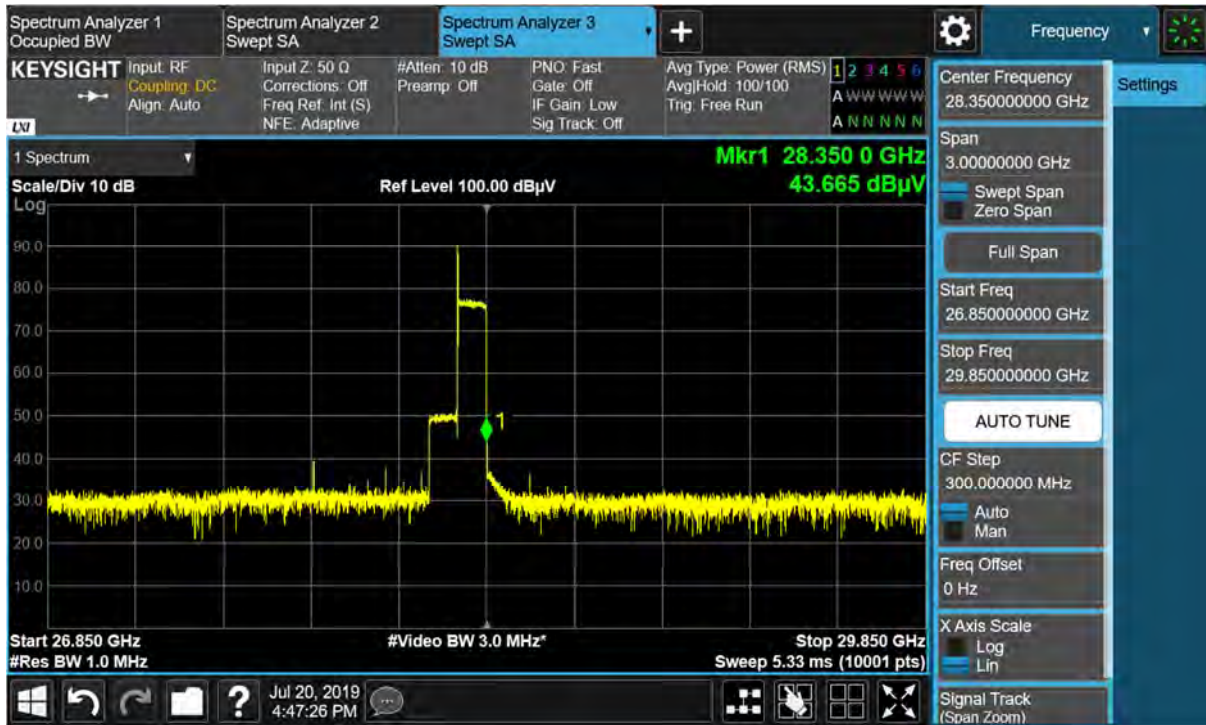 Spectrum Analyzer 1
Occupied BW
Spectrum Analyzer 2
Swept SA
Spectrum Analyzer 3
Swept SA
Frequency
KEYSIGHT
LXI
Input: RF
Coupling: DC
Align: Auto
Input Z: 50 Ω
Corrections: Off
Freq Ref: Int (S)
NFE: Adaptive
#Atten: 10 dB
Preamp: Off
PNO: Fast
Gate: Off
IF Gain: Low
Sig Track: Off
Avg Type: Power (RMS)
Avg|Hold: 100/100
Trig: Free Run
1 2 3 4 5 6
A W W W W W
A N N N N N
1 Spectrum
Scale/Div 10 dB
Log
Ref Level 100.00 dBµV
Mkr1 28.350 0 GHz
43.665 dBµV
90.0
80.0
70.0
60.0
50.0
40.0
30.0
20.0
10.0
1
Start 26.850 GHz
#Res BW 1.0 MHz
#Video BW 3.0 MHz*
Stop 29.850 GHz
Sweep 5.33 ms (10001 pts)
Center Frequency
28.350000000 GHz
Settings
Span
3.00000000 GHz
Swept Span
Zero Span
Full Span
Start Freq
26.850000000 GHz
Stop Freq
29.850000000 GHz
AUTO TUNE
CF Step
300.000000 MHz
Auto
Man
Freq Offset
0 Hz
X Axis Scale
Log
Lin
Signal Track
(Span Zoom)
?
Jul 20, 2019
4:47:26 PM